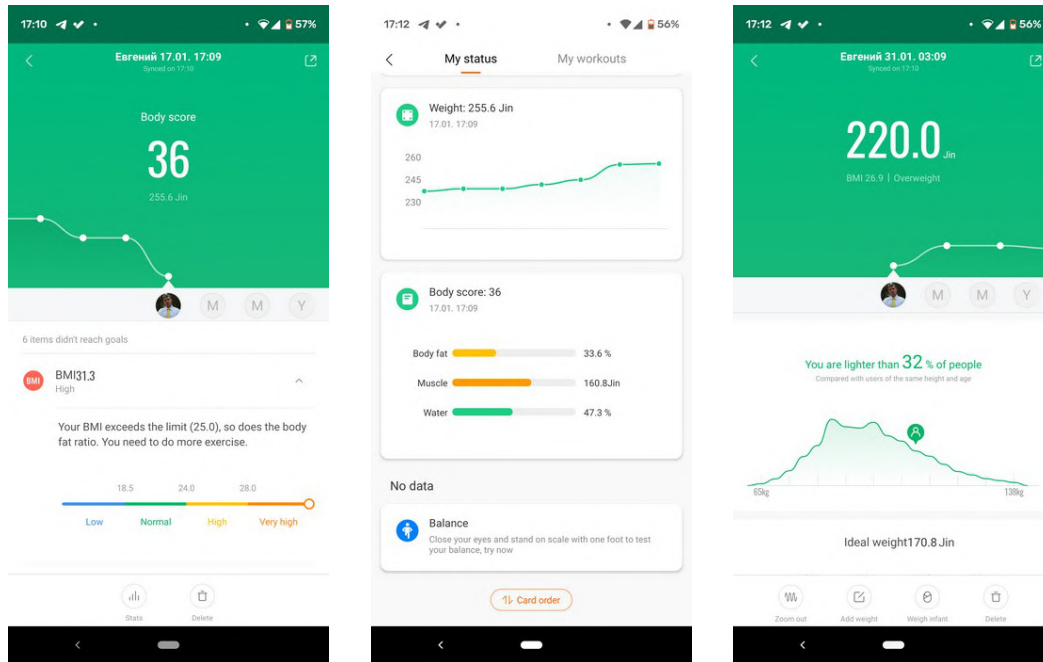 17:10
57%
Евгений 17.01. 17:09
Synced on 17:10
Body score
36
255.6 Jin
M M Y
6 items didn't reach goals
BMI
BMI31.3
High
Your BMI exceeds the limit (25.0), so does the body
fat ratio. You need to do more exercise.
18.5 24.0 28.0
Low Normal High Very high
Stats Delete
17:12
56%
My status My workouts
Weight: 255.6 Jin
17.01. 17:09
260
245
230
Body score: 36
17.01. 17:09
Body fat 33.6 %
Muscle 160.8Jin
Water 47.3 %
No data
Balance
Close your eyes and stand on scale with one foot to test
your balance, try now
Card order
17:12
56%
Евгений 31.01. 03:09
Synced on 17:10
220.0 Jin
BMI 26.9 | Overweight
M M Y
You are lighter than 32 % of people
Compared with users of the same height and age
65kg 138kg
Ideal weight170.8 Jin
Zoom out Add weight Weigh infant Delete